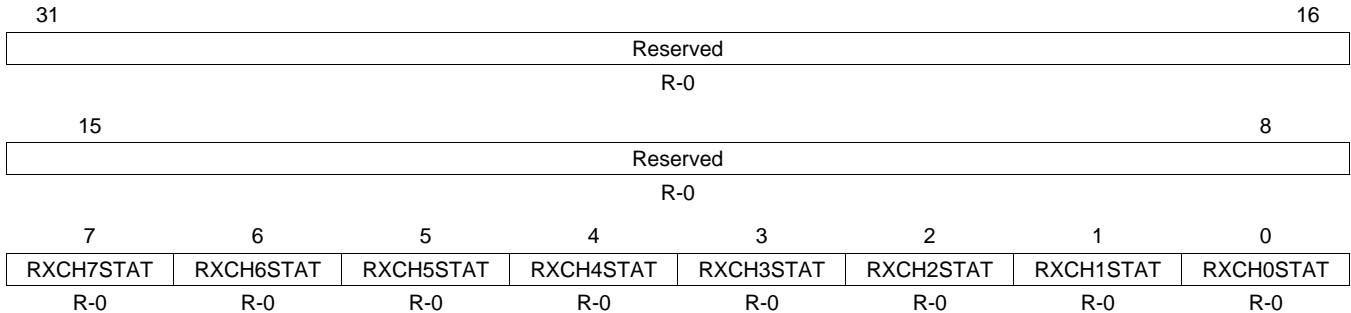 31 16
Reserved
R-0
15 8
Reserved
R-0
7 6 5 4 3 2 1 0
RXCH7STAT RXCH6STAT RXCH5STAT RXCH4STAT RXCH3STAT RXCH2STAT RXCH1STAT RXCH0STAT
R-0 R-0 R-0 R-0 R-0 R-0 R-0 R-0